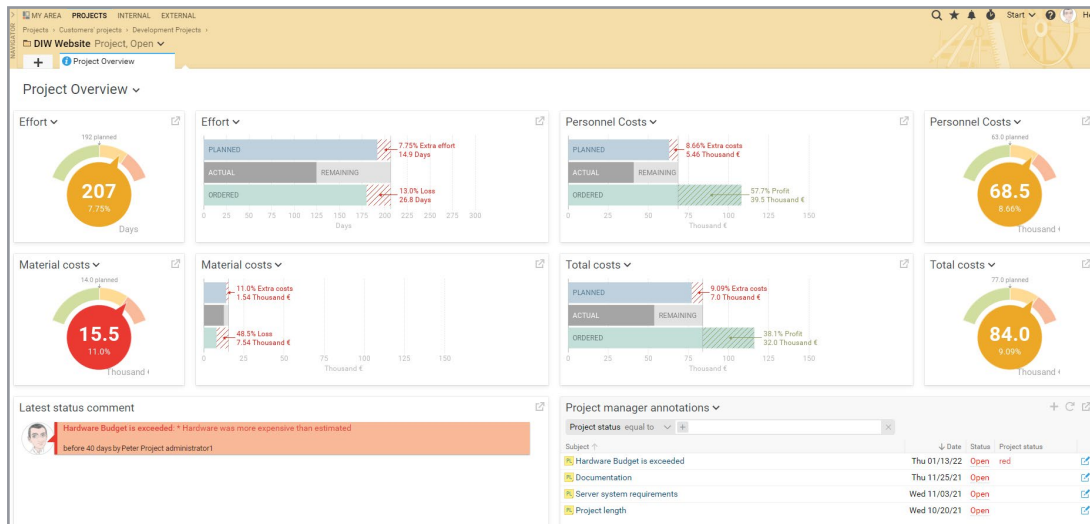 MY AREA PROJECTS INTERNAL EXTERNAL
Start
Projects › Customers' projects › Development Projects ›
DIW Website Project, Open
NAVIGATOR
+ Project Overview
Project Overview
Effort
192 planned
207
7.75%
Days
Effort
PLANNED
7.75% Extra effort
14.9 Days
ACTUAL REMAINING
ORDERED
13.0% Loss
26.8 Days
0 25 50 75 100 125 150 175 200 225 250 275 300
Days
Personnel Costs
PLANNED
8.66% Extra costs
5.46 Thousand €
ACTUAL REMAINING
ORDERED
57.7% Profit
39.5 Thousand €
0 25 50 75 100 125 150
Thousand €
Personnel Costs
63.0 planned
68.5
8.66%
Thousand
Material costs
14.0 planned
15.5
11.0%
Thousand
Material costs
11.0% Extra costs
1.54 Thousand €
48.5% Loss
7.54 Thousand €
0 25 50 75 100 125 150
Thousand €
Total costs
PLANNED
9.09% Extra costs
7.0 Thousand €
ACTUAL REMAINING
ORDERED
38.1% Profit
32.0 Thousand €
0 25 50 75 100 125 150
Thousand €
Total costs
77.0 planned
84.0
9.09%
Thousand
Latest status comment
Hardware Budget is exceeded: * Hardware was more expensive than estimated
before 40 days by Peter Project administrator1
Project manager annotations
Project status equal to
Subject Date Status Project status
Hardware Budget is exceeded Thu 01/13/22 Open red
Documentation Thu 11/25/21 Open
Server system requirements Wed 11/03/21 Open
Project length Wed 10/20/21 Open